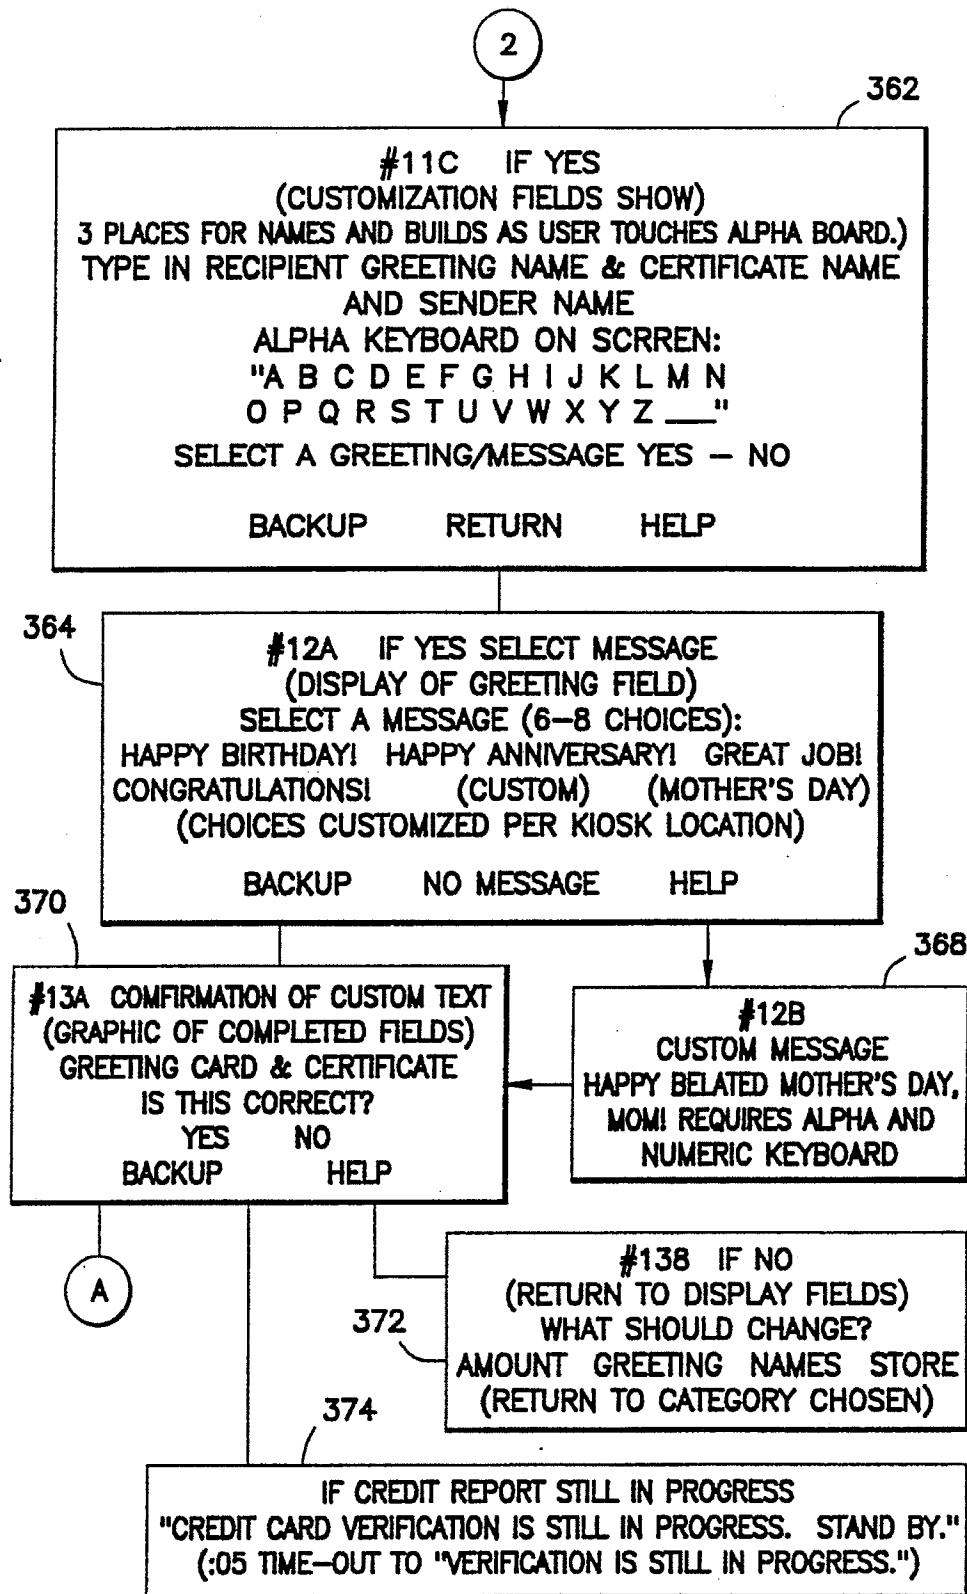 2
362
#11C IF YES
(CUSTOMIZATION FIELDS SHOW)
3 PLACES FOR NAMES AND BUILDS AS USER TOUCHES ALPHA BOARD.)
TYPE IN RECIPIENT GREETING NAME & CERTIFICATE NAME
AND SENDER NAME
ALPHA KEYBOARD ON SCRREN:
"A B C D E F G H I J K L M N
O P Q R S T U V W X Y Z __"
SELECT A GREETING/MESSAGE YES – NO
BACKUP RETURN HELP
364
#12A IF YES SELECT MESSAGE
(DISPLAY OF GREETING FIELD)
SELECT A MESSAGE (6–8 CHOICES):
HAPPY BIRTHDAY! HAPPY ANNIVERSARY! GREAT JOB!
CONGRATULATIONS! (CUSTOM) (MOTHER'S DAY)
(CHOICES CUSTOMIZED PER KIOSK LOCATION)
BACKUP NO MESSAGE HELP
370
#13A COMFIRMATION OF CUSTOM TEXT
(GRAPHIC OF COMPLETED FIELDS)
GREETING CARD & CERTIFICATE
IS THIS CORRECT?
YES NO
BACKUP HELP
368
#12B
CUSTOM MESSAGE
HAPPY BELATED MOTHER'S DAY,
MOM! REQUIRES ALPHA AND
NUMERIC KEYBOARD
A
372
#138 IF NO
(RETURN TO DISPLAY FIELDS)
WHAT SHOULD CHANGE?
AMOUNT GREETING NAMES STORE
(RETURN TO CATEGORY CHOSEN)
374
IF CREDIT REPORT STILL IN PROGRESS
"CREDIT CARD VERIFICATION IS STILL IN PROGRESS. STAND BY."
(:05 TIME–OUT TO "VERIFICATION IS STILL IN PROGRESS.")